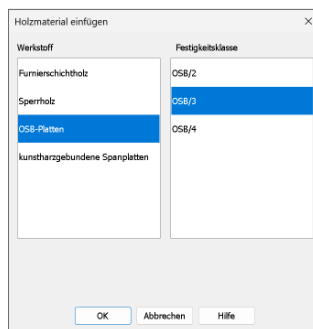 Holzmaterial einfügen
Werkstoff
Festigkeitsklasse
Furnierschichtholz
Sperrholz
OSB-Platten
kunstharzgebundene Spanplatten
OSB/2
OSB/3
OSB/4
OK Abbrechen Hilfe